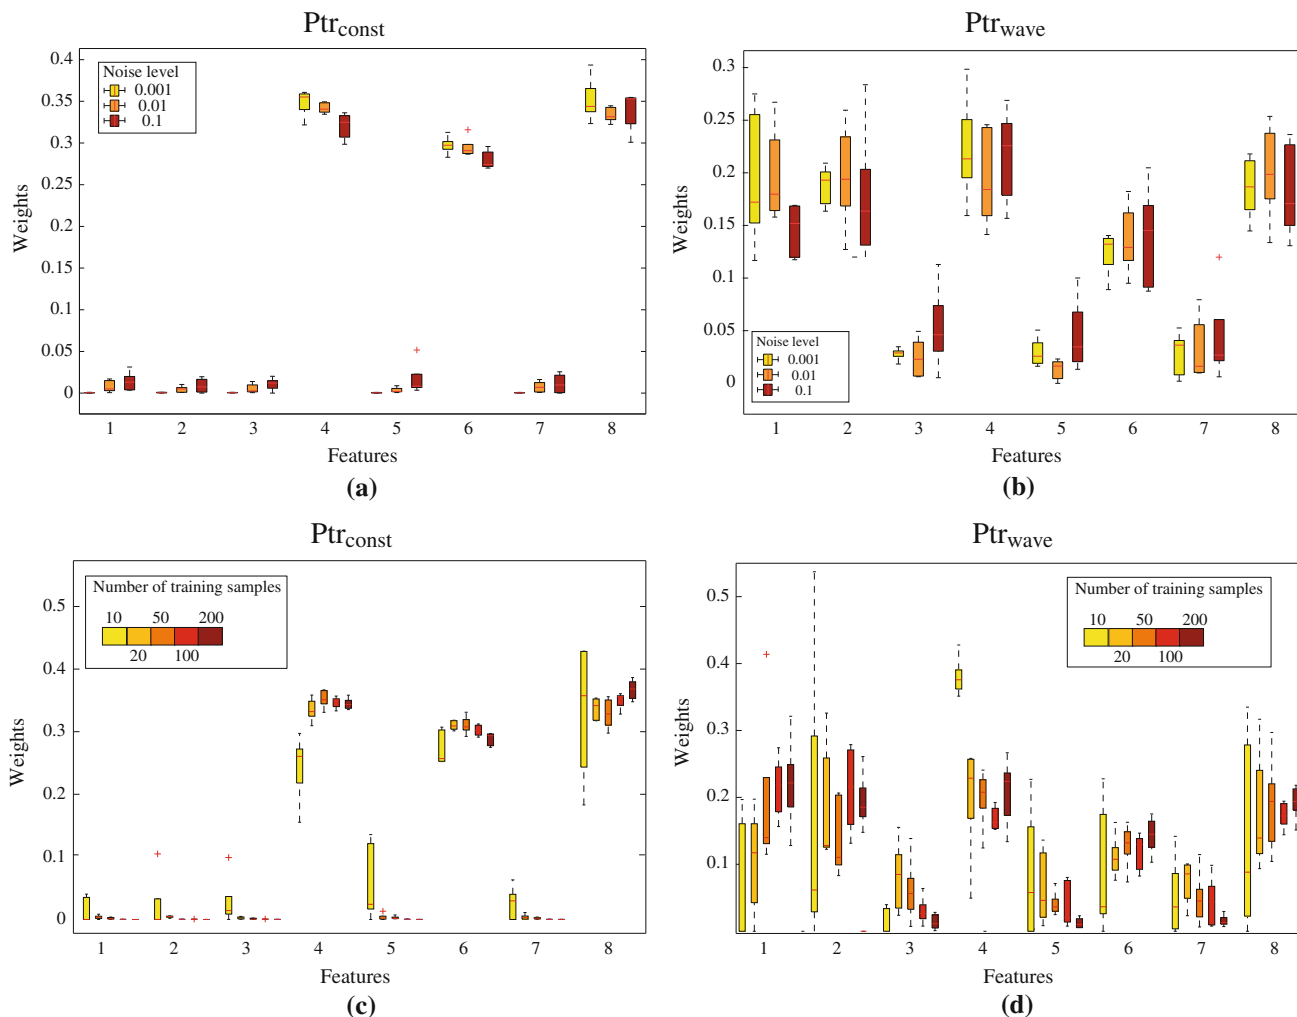 Ptrconst
Weights
0.4
0.35
0.3
0.25
0.2
0.15
0.1
0.05
0
Noise level
0.001
0.01
0.1
1 2 3 4 5 6 7 8
Features
(a)
Ptrwave
Weights
0.3
0.25
0.2
0.15
0.1
0.05
0
Noise level
0.001
0.01
0.1
1 2 3 4 5 6 7 8
Features
(b)
Ptrconst
Weights
0.5
0.4
0.3
0.2
0.1
0
Number of training samples
10 50 200
20 100
1 2 3 4 5 6 7 8
Features
(c)
Ptrwave
Weights
0.5
0.4
0.3
0.2
0.1
Number of training samples
10 50 200
20 100
1 2 3 4 5 6 7 8
Features
(d)